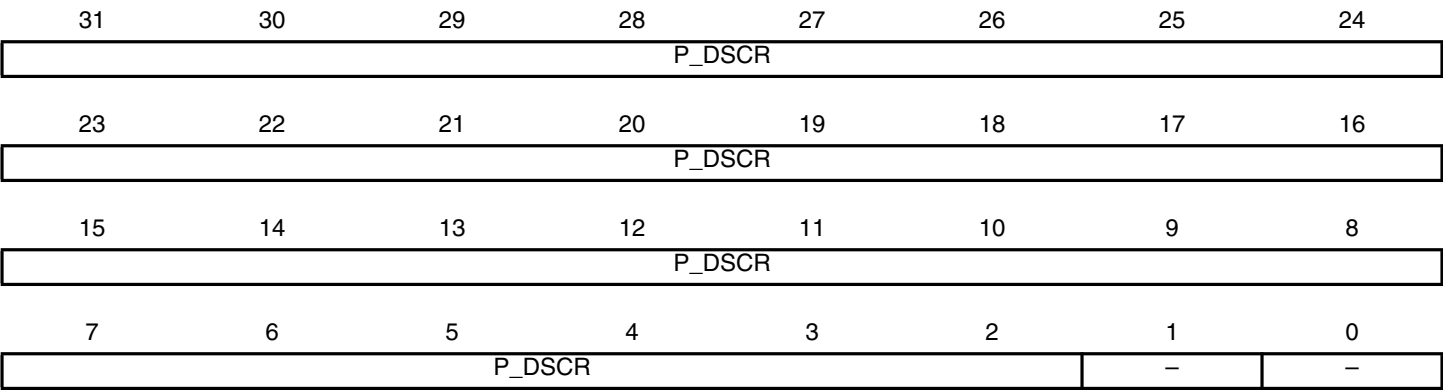 31 30 29 28 27 26 25 24
P_DSCR
23 22 21 20 19 18 17 16
P_DSCR
15 14 13 12 11 10 9 8
P_DSCR
7 6 5 4 3 2 1 0
P_DSCR – –